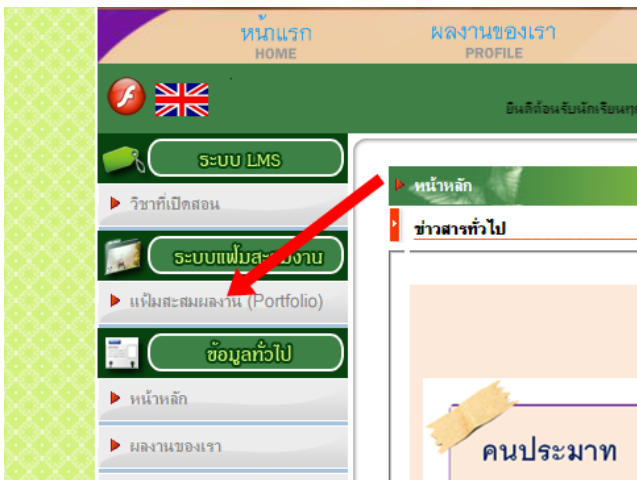 หน้าแรก
HOME
ผลงานของเรา
PROFILE
ยินดีต้อนรับนักเรียนทุ
ระบบ LMS
วิชาที่เปิดสอน
ระบบแฟ้มสะสมงาน
แฟ้มสะสมผลงาน (Portfolio)
ข้อมูลทั่วไป
หน้าหลัก
ผลงานของเรา
หน้าหลัก
ข่าวสารทั่วไป
คนประมาท